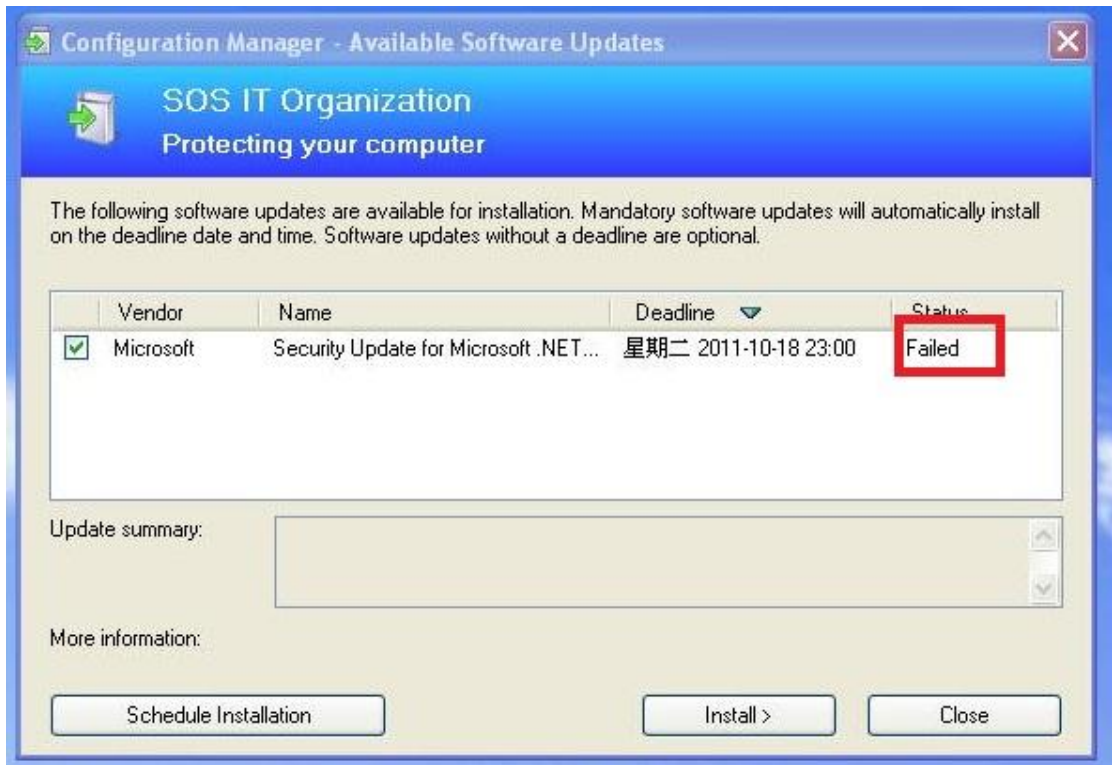 Configuration Manager - Available Software Updates
SOS IT Organization
Protecting your computer
The following software updates are available for installation. Mandatory software updates will automatically install
on the deadline date and time. Software updates without a deadline are optional.
Vendor Name Deadline Status
Microsoft Security Update for Microsoft .NET... 星期二 2011-10-18 23:00 Failed
Update summary:
More information:
Schedule Installation Install > Close